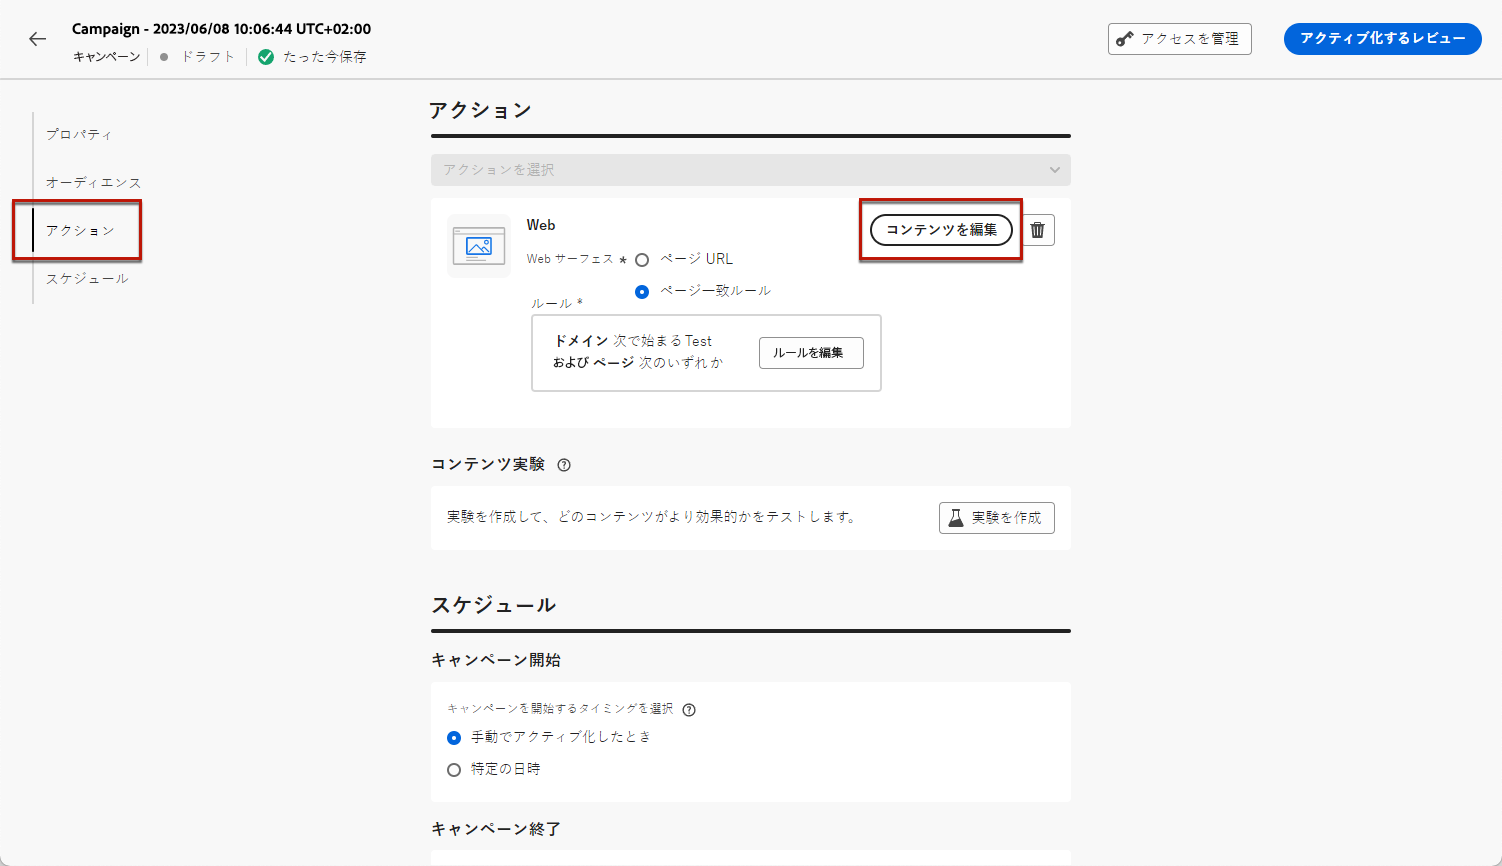 Campaign - 2023/06/08 10:06:44 UTC+02:00
キャンペーン ドラフト たった今保存
アクセスを管理
アクティブ化するレビュー
プロパティ
オーディエンス
アクション
スケジュール
アクション
アクションを選択
Web
コンテンツを編集
Web サーフェス * ページ URL
ページ一致ルール
ルール *
ドメイン 次で始まる Test
および ページ 次のいずれか
ルールを編集
コンテンツ実験
実験を作成して、どのコンテンツがより効果的かをテストします。
実験を作成
スケジュール
キャンペーン開始
キャンペーンを開始するタイミングを選択
手動でアクティブ化したとき
特定の日時
キャンペーン終了